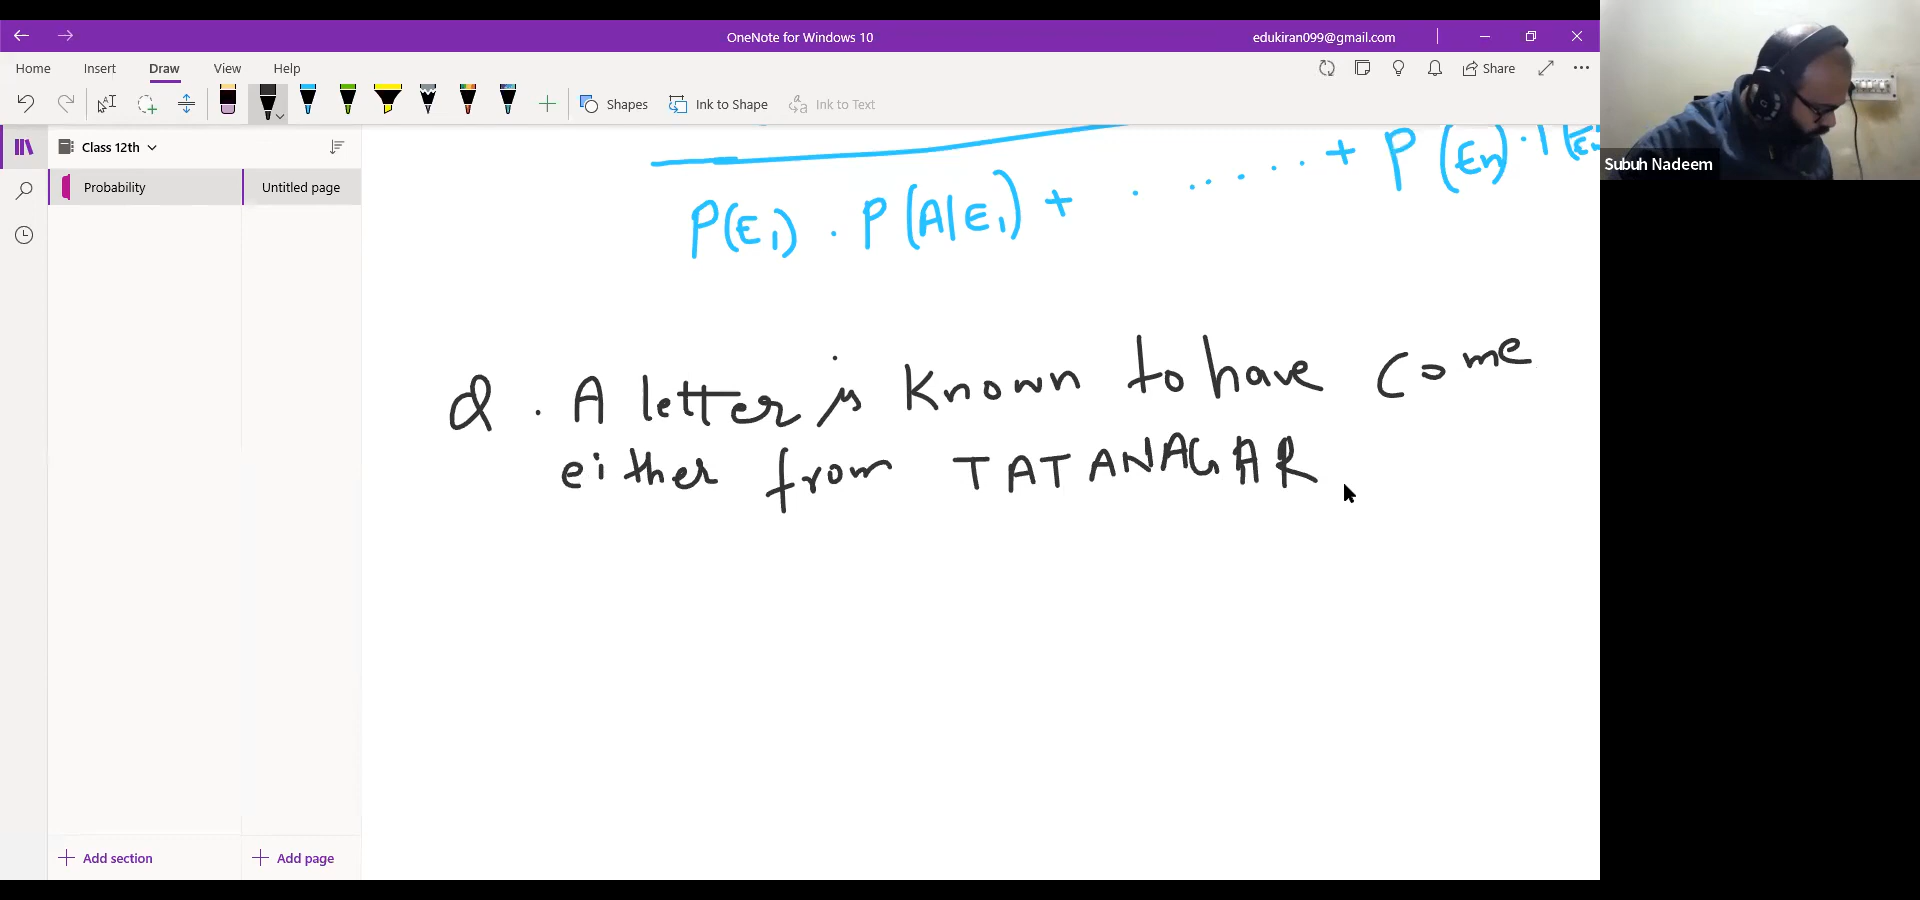 OneNote for Windows 10
edukiran099@gmail.com
Home Insert Draw View Help
Share
Shapes Ink to Shape Ink to Text
Class 12th
Probability
Untitled page
Subuh Nadeem
P(E1) . P(A|E1) + . ..... . + P(En) .
Q . A letter is known to have come
either from TATANAGAR
Add section
Add page